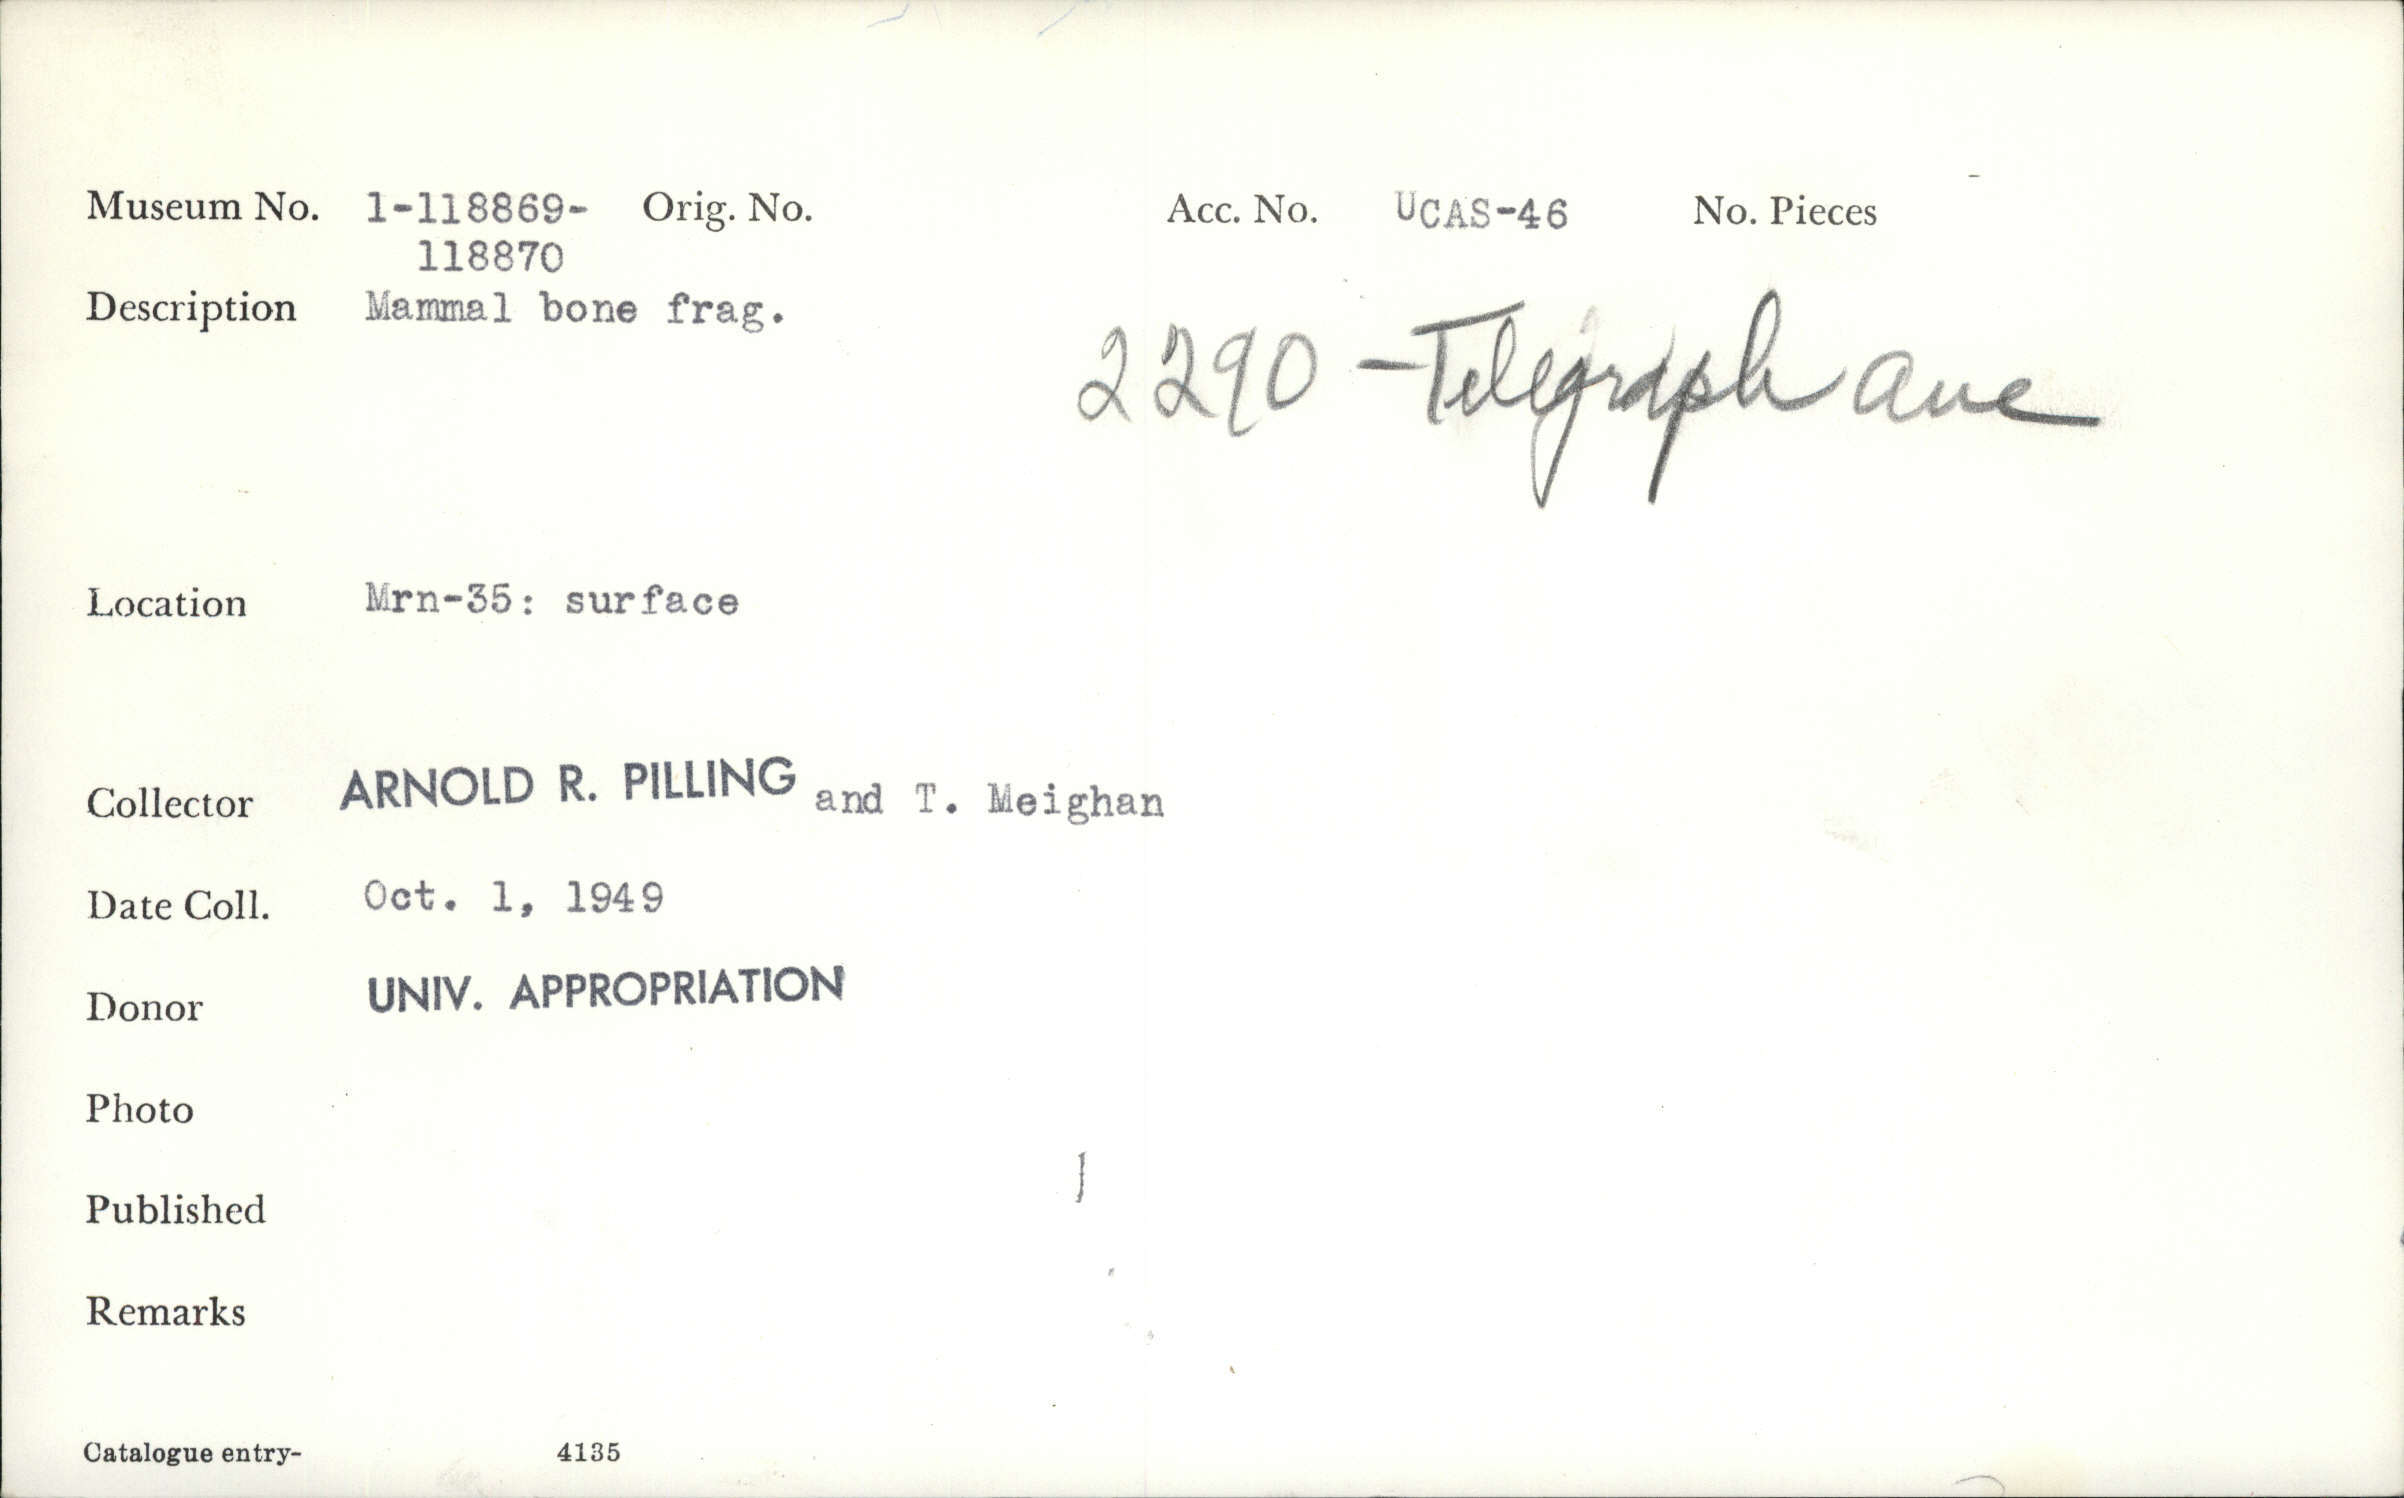 Museum No. 1-118869- Orig. No. Acc. No. UCAS-46 No. Pieces
118870
Description Mammal bone frag.
2290 - Telegraph Ave
Location Mrn-35: surface
Collector ARNOLD R. PILLING and T. Meighan
Date Coll. Oct. 1, 1949
Donor UNIV. APPROPRIATION
Photo
Published
Remarks
Catalogue entry- 4135